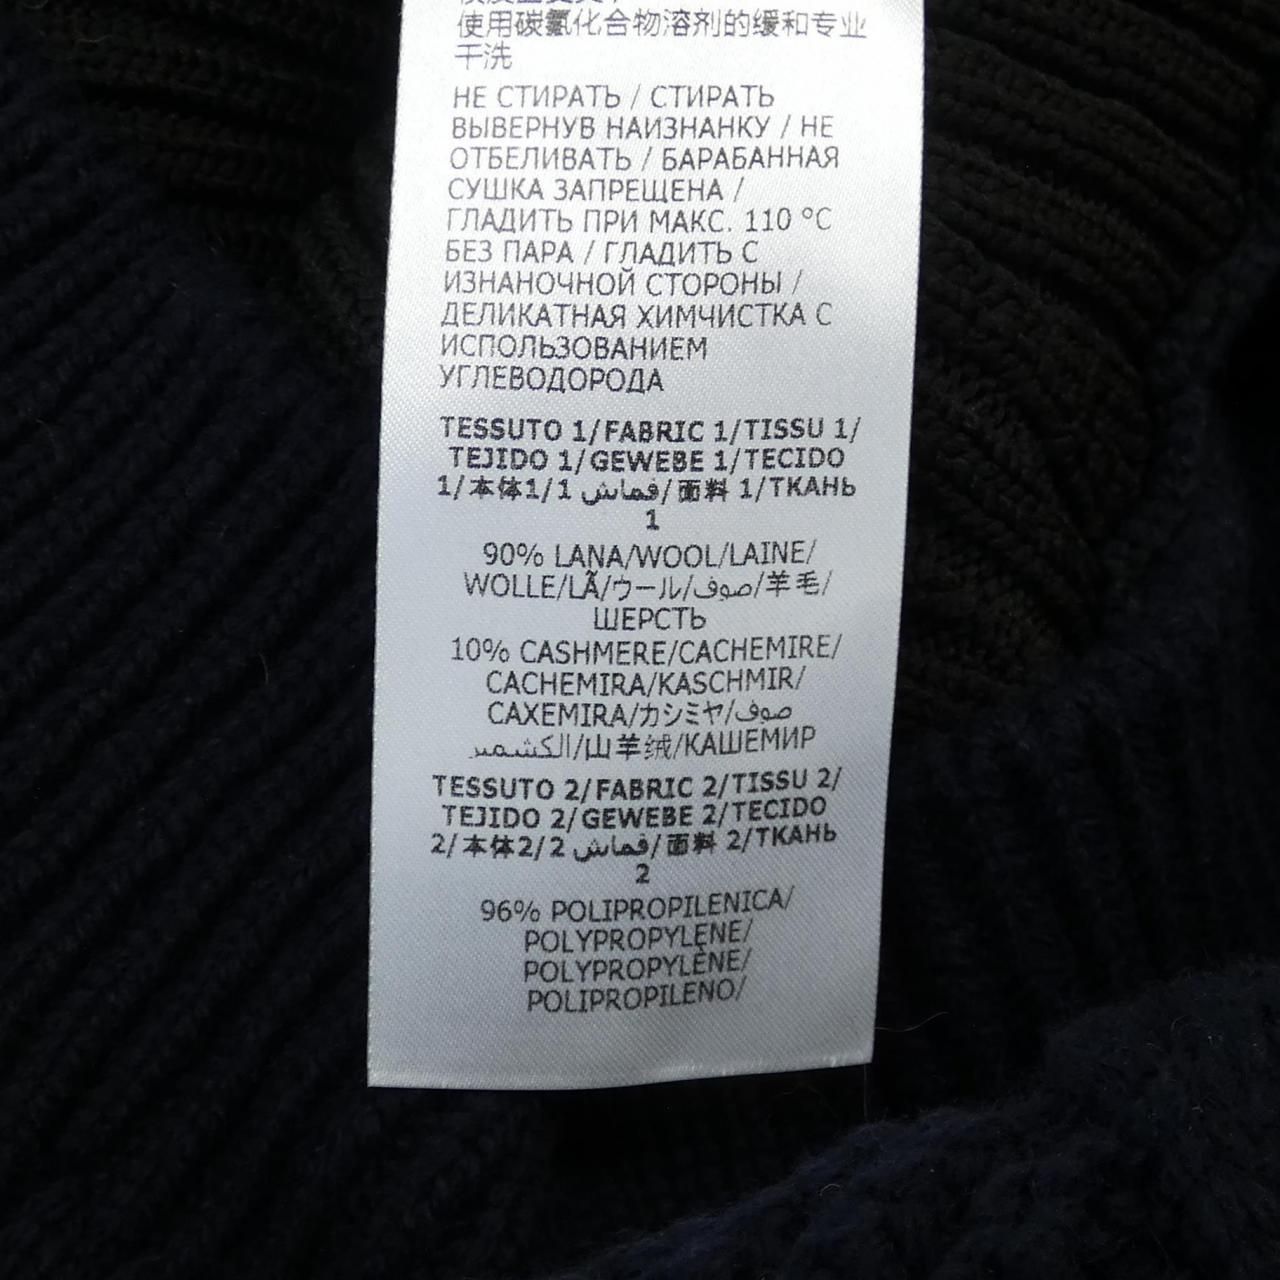 使用碳氯化合物溶剂的缓和专业
干洗
НЕ СТИРАТЬ / СТИРАТЬ
ВЫВЕРНУВ НАИЗНАНКУ / НЕ
ОТБЕЛИВАТЬ / БАРАБАННАЯ
СУШКА ЗАПРЕЩЕНА /
ГЛАДИТЬ ПРИ МАКС. 110 °C
БЕЗ ПАРА / ГЛАДИТЬ С
ИЗНАНОЧНОЙ СТОРОНЫ /
ДЕЛИКАТНАЯ ХИМЧИСТКА С
ИСПОЛЬЗОВАНИЕМ
УГЛЕВОДОРОДА
TESSUTO 1/FABRIC 1/TISSU 1/
TEJIDO 1/GEWEBE 1/TECIDO
1/本体1/1 قماش/面料 1/ТКАНЬ
1
90% LANA/WOOL/LAINE/
WOLLE/LÃ/ウール/صوف/羊毛/
ШЕРСТЬ
10% CASHMERE/CACHEMIRE/
CACHEMIRA/KASCHMIR/
CAXEMIRA/カシミヤ/صوف
الكشمير/山羊绒/КАШЕМИР
TESSUTO 2/FABRIC 2/TISSU 2/
TEJIDO 2/GEWEBE 2/TECIDO
2/本体2/2 قماش/面料 2/ТКАНЬ
2
96% POLIPROPILENICA/
POLYPROPYLENE/
POLYPROPYLÈNE/
POLIPROPILENO/